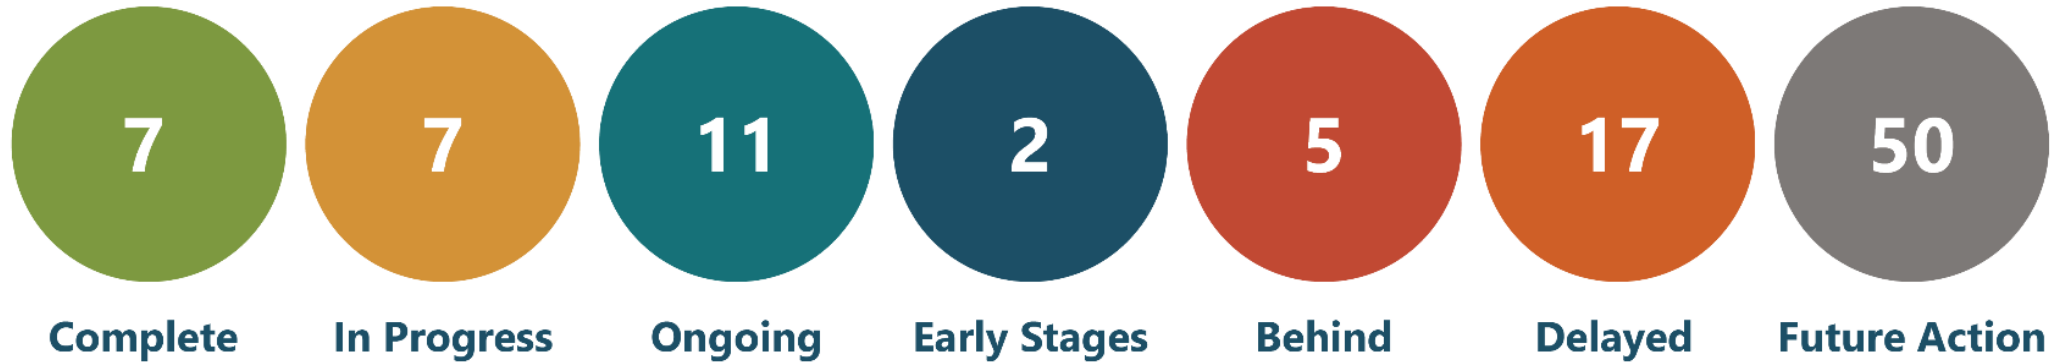 7 7 11 2 5 17 50
Complete In Progress Ongoing Early Stages Behind Delayed Future Action